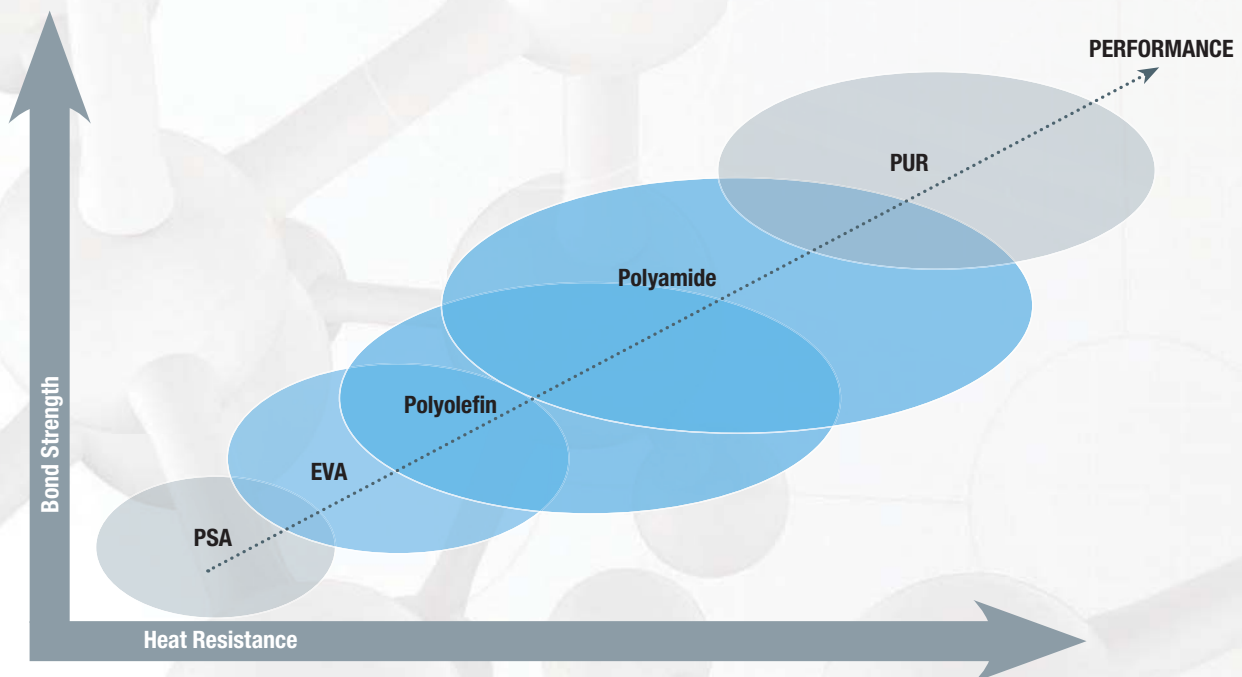 PERFORMANCE
PUR
Polyamide
Polyolefin
EVA
PSA
Bond Strength
Heat Resistance